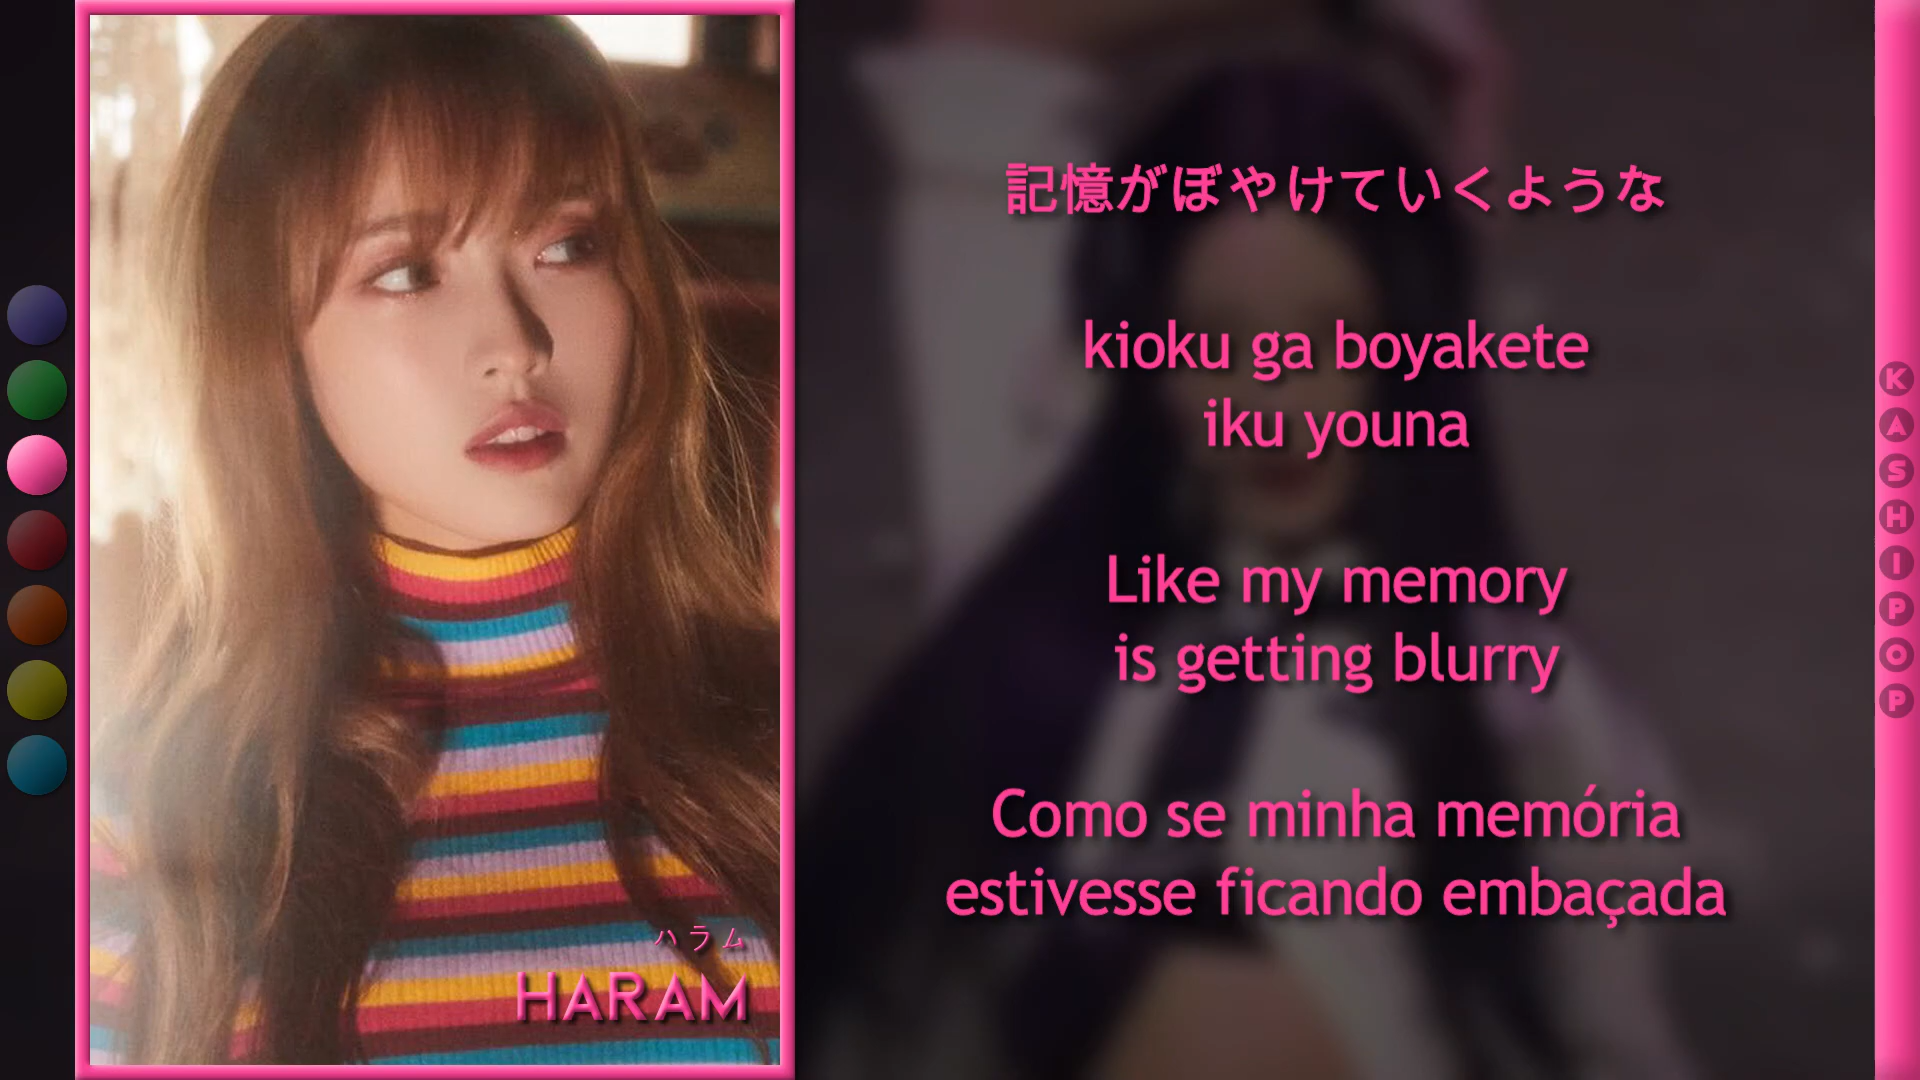 記憶がぼやけていくような
kioku ga boyakete
iku youna
Like my memory
is getting blurry
Como se minha memória
estivesse ficando embaçada
ハラム
HARAM
KASHIPOP